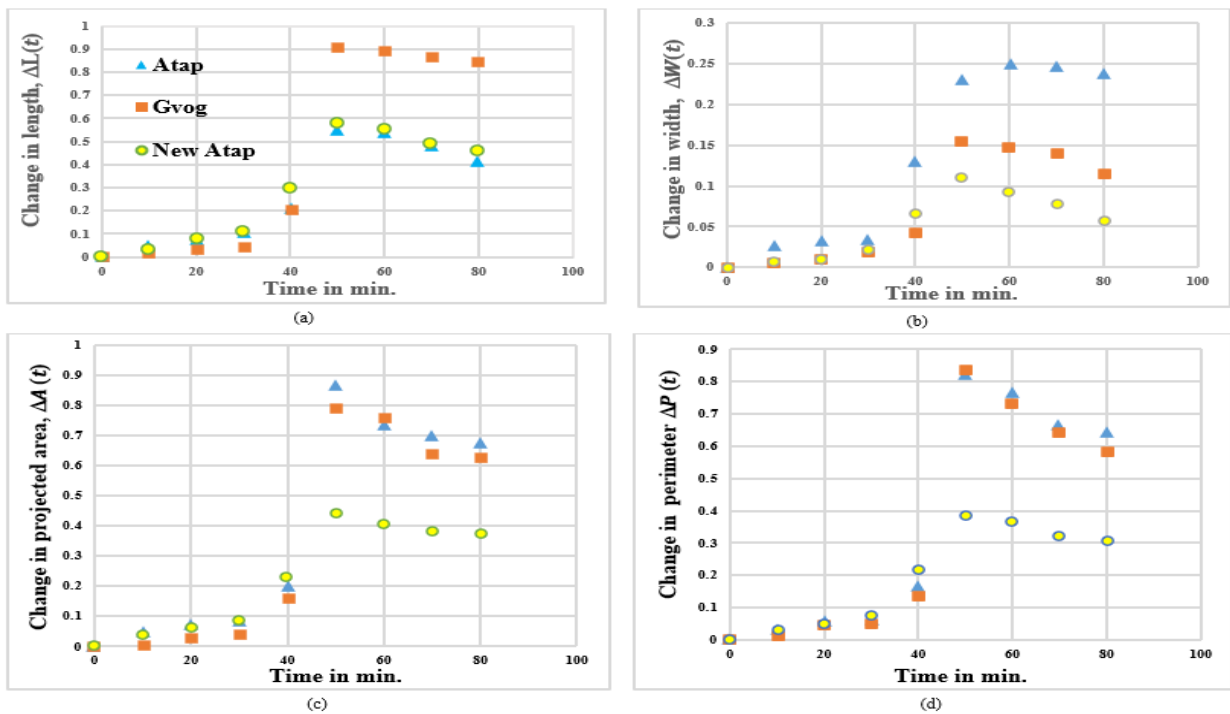 Change in length, ΔL(t)
1
0.9
0.8
0.7
0.6
0.5
0.4
0.3
0.2
0.1
0
Atap
Gvog
New Atap
0 20 40 60 80 100
Time in min.
(a)
Change in width, ΔW(t)
0.3
0.25
0.2
0.15
0.1
0.05
0
0 20 40 60 80 100
Time in min.
(b)
Change in projected area, ΔA (t)
1
0.9
0.8
0.7
0.6
0.5
0.4
0.3
0.2
0.1
0
0 20 40 60 80 100
Time in min.
(c)
Change in perimeter ΔP (t)
0.9
0.8
0.7
0.6
0.5
0.4
0.3
0.2
0.1
0
0 20 40 60 80 100
Time in min.
(d)